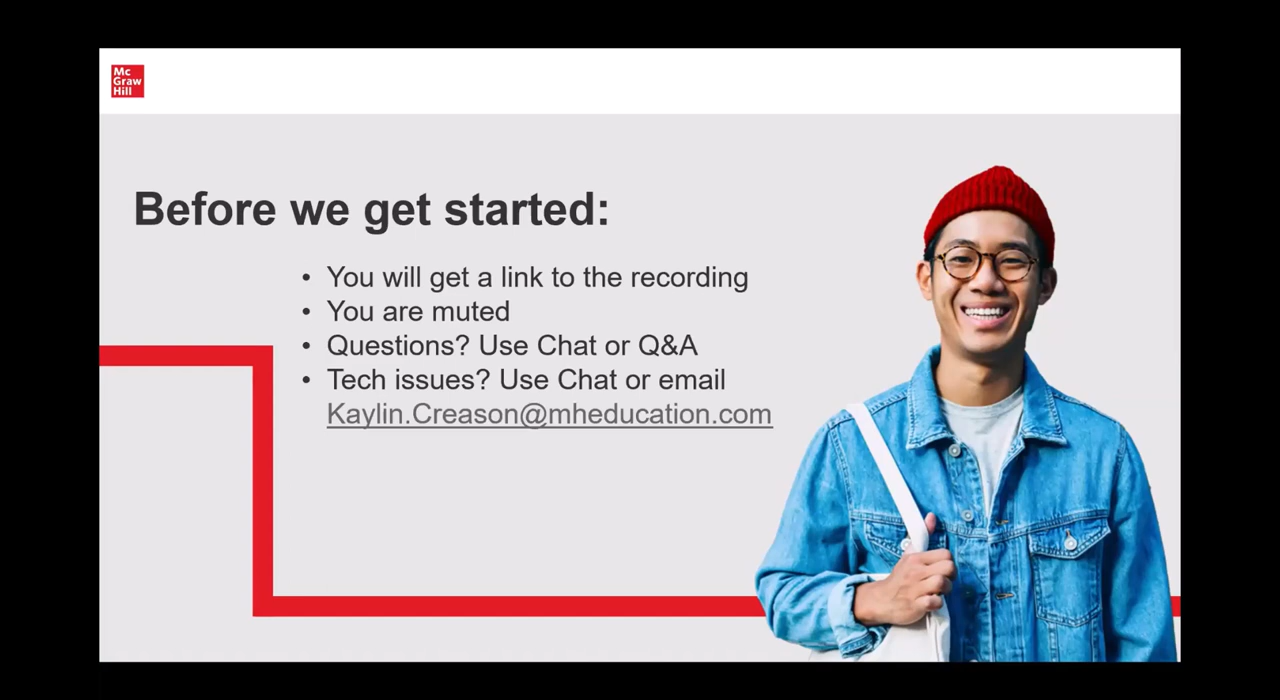 Mc
Graw
Hill
Before we get started:
• You will get a link to the recording
• You are muted
• Questions? Use Chat or Q&A
• Tech issues? Use Chat or email
Kaylin.Creason@mheducation.com